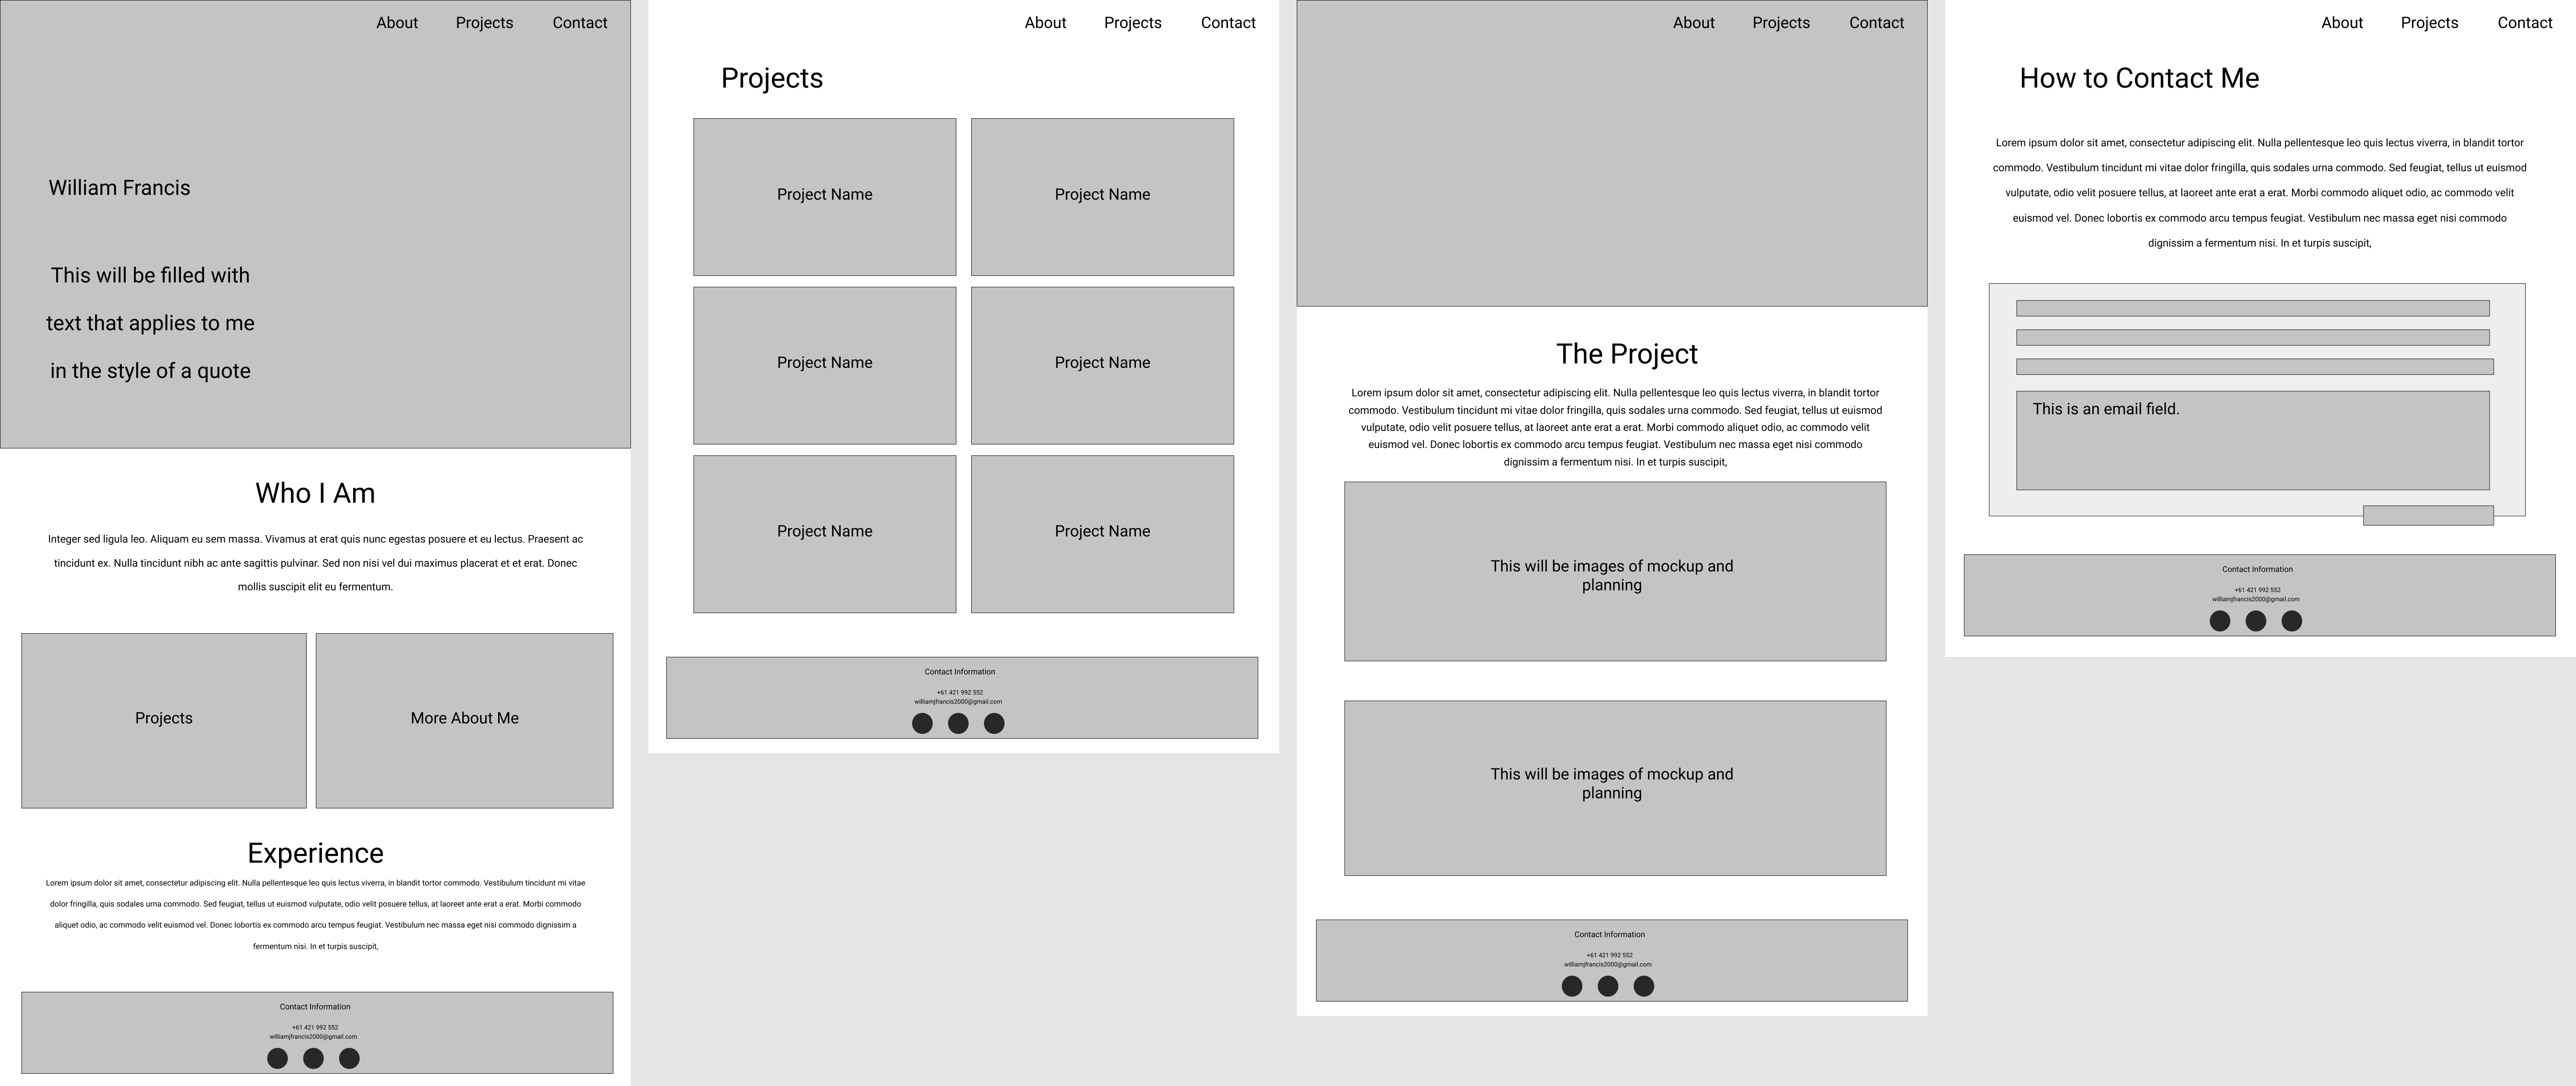 About Projects Contact
William Francis
This will be filled with
text that applies to me
in the style of a quote
Who I Am
Integer sed ligula leo. Aliquam eu sem massa. Vivamus at erat quis nunc egestas posuere et eu lectus. Praesent ac
tincidunt ex. Nulla tincidunt nibh ac ante sagittis pulvinar. Sed non nisi vel dui maximus placerat et et erat. Donec
mollis suscipit elit eu fermentum.
Projects
More About Me
Experience
Lorem ipsum dolor sit amet, consectetur adipiscing elit. Nulla pellentesque leo quis lectus viverra, in blandit tortor commodo. Vestibulum tincidunt mi vitae
dolor fringilla, quis sodales urna commodo. Sed feugiat, tellus ut euismod vulputate, odio velit posuere tellus, at laoreet ante erat a erat. Morbi commodo
aliquet odio, ac commodo velit euismod vel. Donec lobortis ex commodo arcu tempus feugiat. Vestibulum nec massa eget nisi commodo dignissim a
fermentum nisi. In et turpis suscipit,
Contact Information
+61 421 992 552
williamjfrancis2000@gmail.com
About Projects Contact
Projects
Project Name
Project Name
Project Name
Project Name
Project Name
Project Name
Contact Information
+61 421 992 552
williamjfrancis2000@gmail.com
About Projects Contact
The Project
Lorem ipsum dolor sit amet, consectetur adipiscing elit. Nulla pellentesque leo quis lectus viverra, in blandit tortor
commodo. Vestibulum tincidunt mi vitae dolor fringilla, quis sodales urna commodo. Sed feugiat, tellus ut euismod
vulputate, odio velit posuere tellus, at laoreet ante erat a erat. Morbi commodo aliquet odio, ac commodo velit
euismod vel. Donec lobortis ex commodo arcu tempus feugiat. Vestibulum nec massa eget nisi commodo
dignissim a fermentum nisi. In et turpis suscipit,
This will be images of mockup and
planning
This will be images of mockup and
planning
Contact Information
+61 421 992 552
williamjfrancis2000@gmail.com
About Projects Contact
How to Contact Me
Lorem ipsum dolor sit amet, consectetur adipiscing elit. Nulla pellentesque leo quis lectus viverra, in blandit tortor
commodo. Vestibulum tincidunt mi vitae dolor fringilla, quis sodales urna commodo. Sed feugiat, tellus ut euismod
vulputate, odio velit posuere tellus, at laoreet ante erat a erat. Morbi commodo aliquet odio, ac commodo velit
euismod vel. Donec lobortis ex commodo arcu tempus feugiat. Vestibulum nec massa eget nisi commodo
dignissim a fermentum nisi. In et turpis suscipit,
This is an email field.
Contact Information
+61 421 992 552
williamjfrancis2000@gmail.com